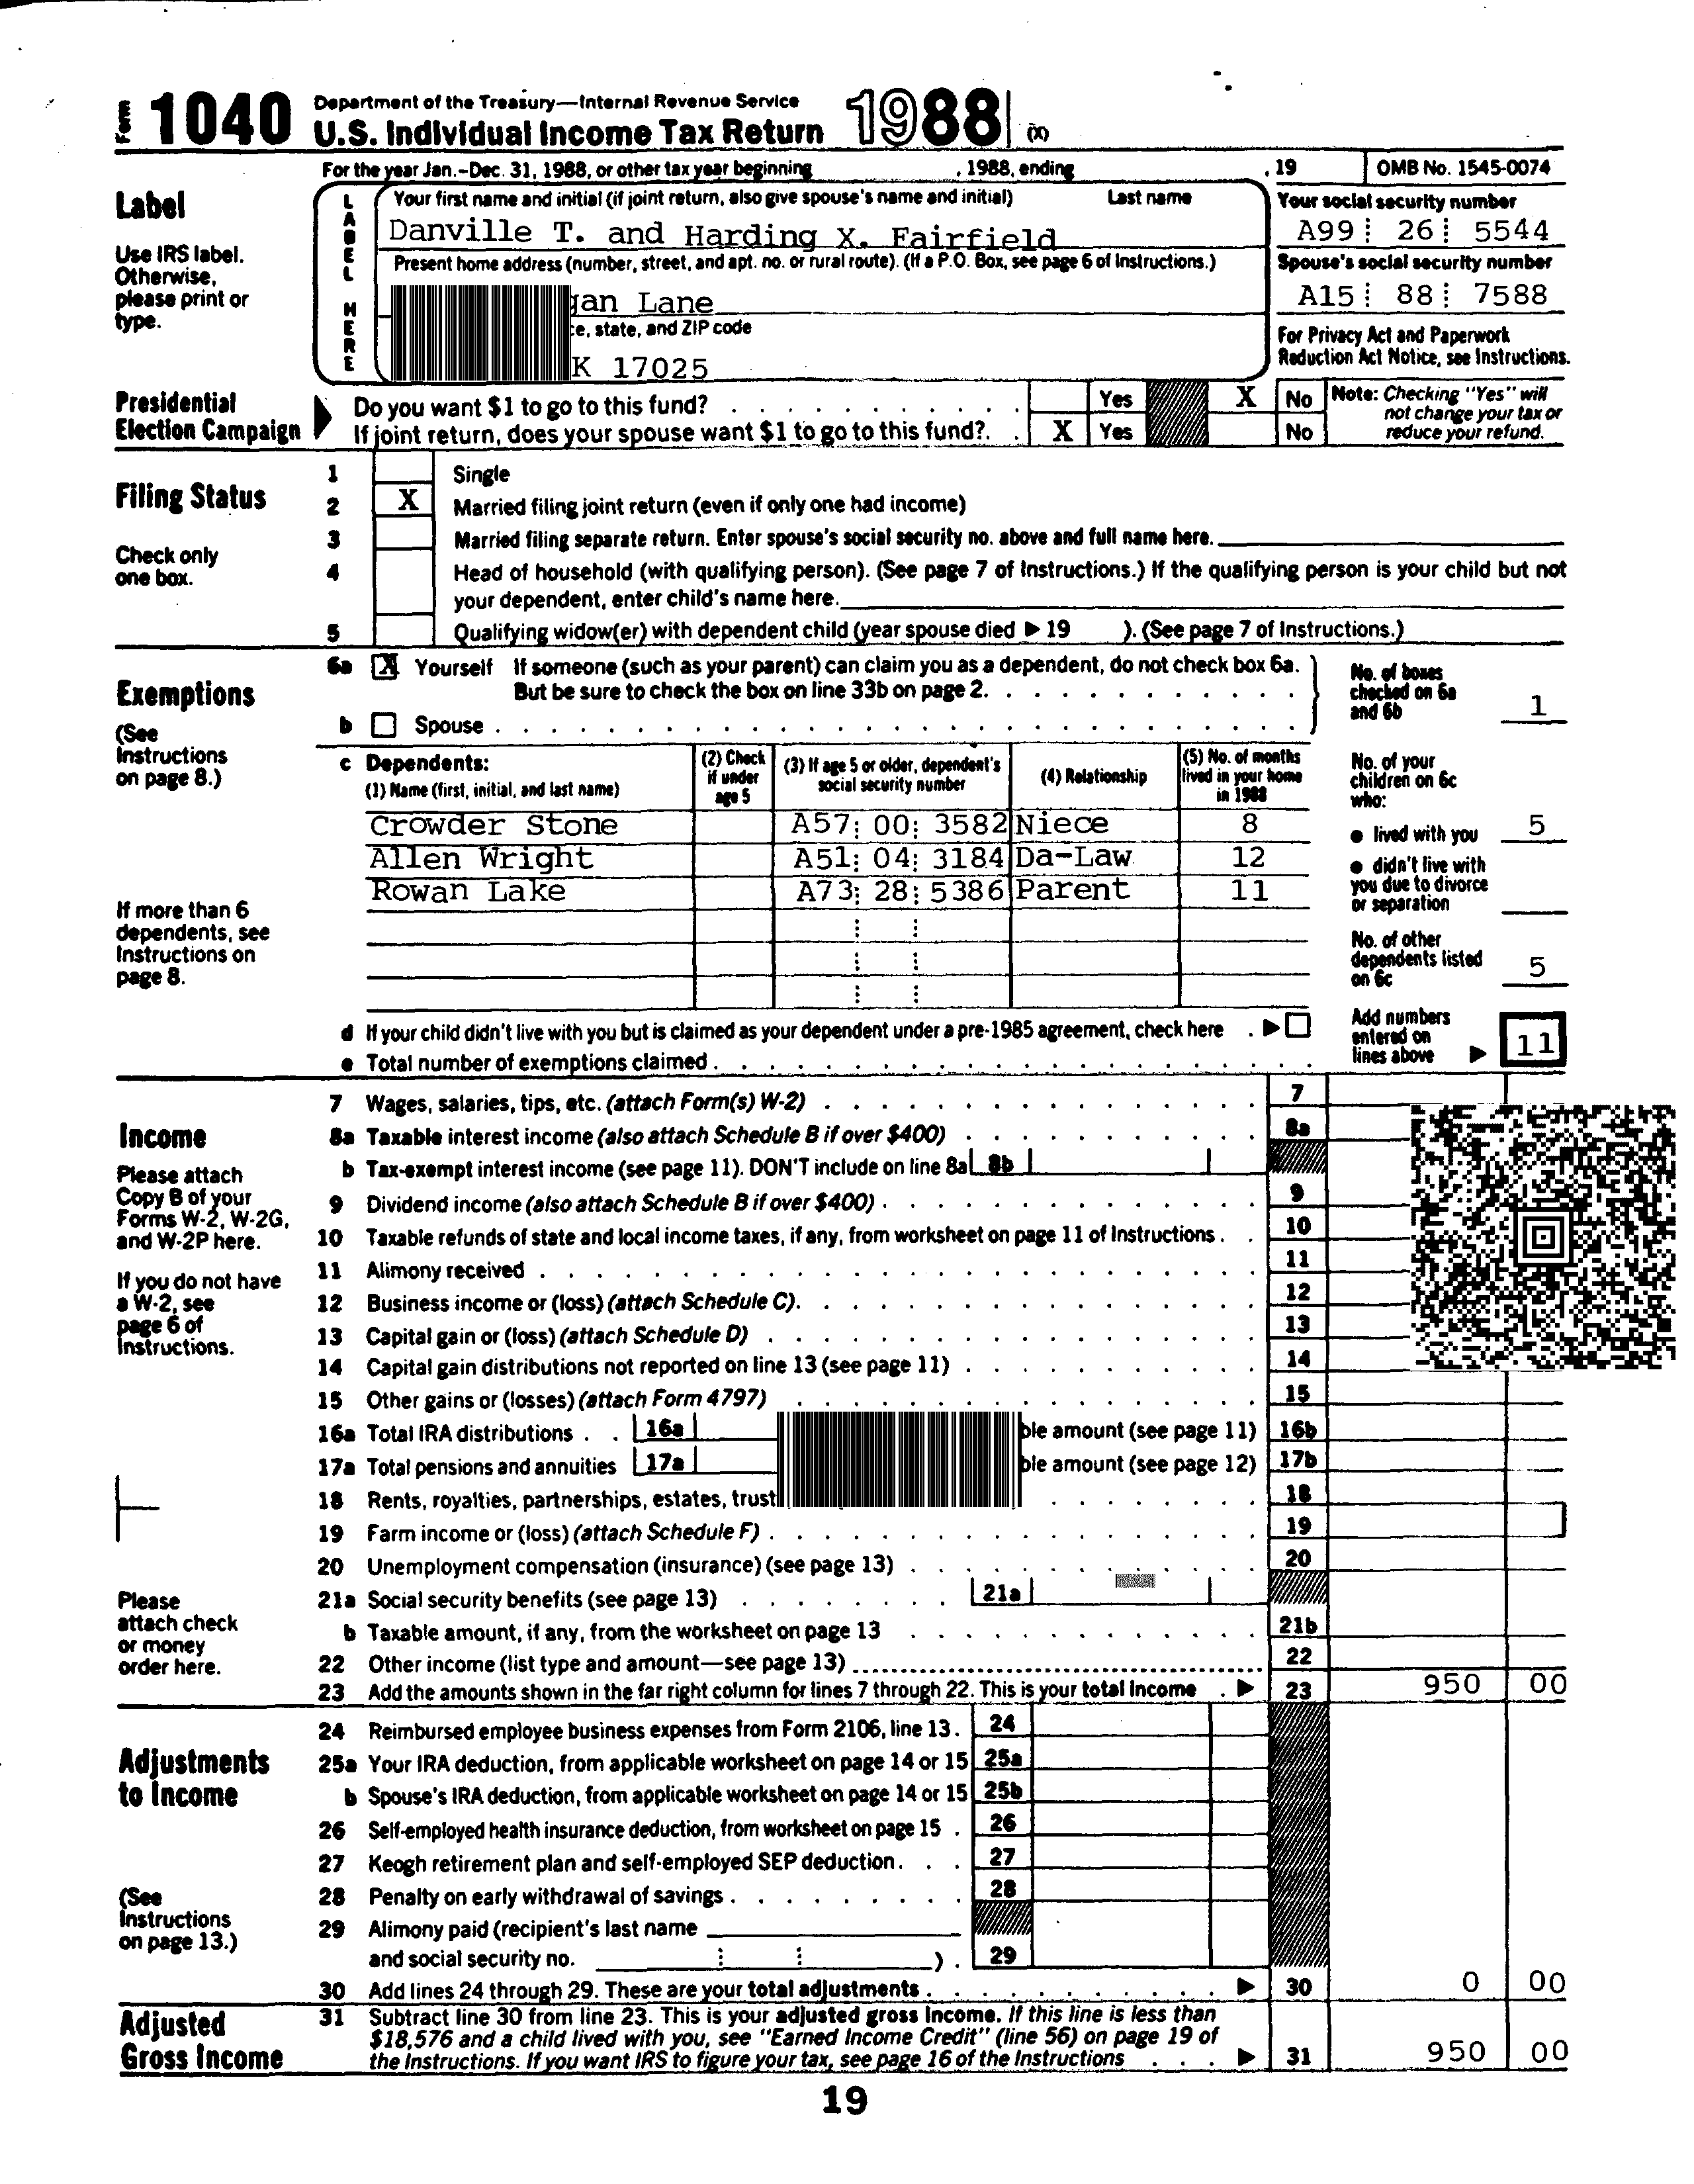 Form 1040 Department of the Treasury—Internal Revenue Service
U.S. Individual Income Tax Return 1988 (X)
For the year Jan.-Dec. 31, 1988, or other tax year beginning , 1988, ending , 19 OMB No. 1545-0074
Label
Use IRS label. Otherwise, please print or type.
LABEL HERE
Your first name and initial (if joint return, also give spouse's name and initial) Last name
Danville T. and Harding X. Fairfield
Present home address (number, street, and apt. no. or rural route). (If a P.O. Box, see page 6 of Instructions.)
Lane
state, and ZIP code
K 17025
Your social security number
A99 26 5544
Spouse's social security number
A15 88 7588
For Privacy Act and Paperwork
Reduction Act Notice, see Instructions.
Presidential
Election Campaign
Do you want $1 to go to this fund? Yes X No
If joint return, does your spouse want $1 to go to this fund? X Yes No
Note: Checking "Yes" will
not change your tax or
reduce your refund.
Filing Status
Check only
one box.
1 Single
2 X Married filing joint return (even if only one had income)
3 Married filing separate return. Enter spouse's social security no. above and full name here.
4 Head of household (with qualifying person). (See page 7 of Instructions.) If the qualifying person is your child but not
your dependent, enter child's name here.
5 Qualifying widow(er) with dependent child (year spouse died ▶ 19 ). (See page 7 of Instructions.)
Exemptions
(See
Instructions
on page 8.)
If more than 6
dependents, see
Instructions on
page 8.
6a X Yourself If someone (such as your parent) can claim you as a dependent, do not check box 6a.
But be sure to check the box on line 33b on page 2.
b Spouse
No. of boxes
checked on 6a
and 6b 1
c Dependents:
(1) Name (first, initial, and last name)
(2) Check
if under
age 5
(3) If age 5 or older, dependent's
social security number
(4) Relationship
(5) No. of months
lived in your home
in 1988
Crowder Stone A57 00 3582 Niece 8
Allen Wright A51 04 3184 Da-Law 12
Rowan Lake A73 28 5386 Parent 11
No. of your
children on 6c
who:
● lived with you 5
● didn't live with
you due to divorce
or separation
No. of other
dependents listed
on 6c 5
d If your child didn't live with you but is claimed as your dependent under a pre-1985 agreement, check here ▶
e Total number of exemptions claimed
Add numbers
entered on
lines above ▶ 11
Income
Please attach
Copy B of your
Forms W-2, W-2G,
and W-2P here.
If you do not have
a W-2, see
page 6 of
Instructions.
Please
attach check
or money
order here.
7 Wages, salaries, tips, etc. (attach Form(s) W-2) 7
8a Taxable interest income (also attach Schedule B if over $400) 8a
b Tax-exempt interest income (see page 11). DON'T include on line 8a 8b
9 Dividend income (also attach Schedule B if over $400) 9
10 Taxable refunds of state and local income taxes, if any, from worksheet on page 11 of Instructions 10
11 Alimony received 11
12 Business income or (loss) (attach Schedule C) 12
13 Capital gain or (loss) (attach Schedule D) 13
14 Capital gain distributions not reported on line 13 (see page 11) 14
15 Other gains or (losses) (attach Form 4797) 15
16a Total IRA distributions 16a amount (see page 11) 16b
17a Total pensions and annuities 17a amount (see page 12) 17b
18 Rents, royalties, partnerships, estates, 18
19 Farm income or (loss) (attach Schedule F) 19
20 Unemployment compensation (insurance) (see page 13) 20
21a Social security benefits (see page 13) 21a
b Taxable amount, if any, from the worksheet on page 13 21b
22 Other income (list type and amount—see page 13) 22
23 Add the amounts shown in the far right column for lines 7 through 22. This is your total income ▶ 23 950 00
Adjustments
to Income
(See
Instructions
on page 13.)
24 Reimbursed employee business expenses from Form 2106, line 13. 24
25a Your IRA deduction, from applicable worksheet on page 14 or 15 25a
b Spouse's IRA deduction, from applicable worksheet on page 14 or 15 25b
26 Self-employed health insurance deduction, from worksheet on page 15 26
27 Keogh retirement plan and self-employed SEP deduction 27
28 Penalty on early withdrawal of savings 28
29 Alimony paid (recipient's last name
and social security no. ) 29
30 Add lines 24 through 29. These are your total adjustments ▶ 30 0 00
Adjusted
Gross Income
31 Subtract line 30 from line 23. This is your adjusted gross income. If this line is less than
$18,576 and a child lived with you, see "Earned Income Credit" (line 56) on page 19 of
the Instructions. If you want IRS to figure your tax, see page 16 of the Instructions ▶ 31 950 00
19